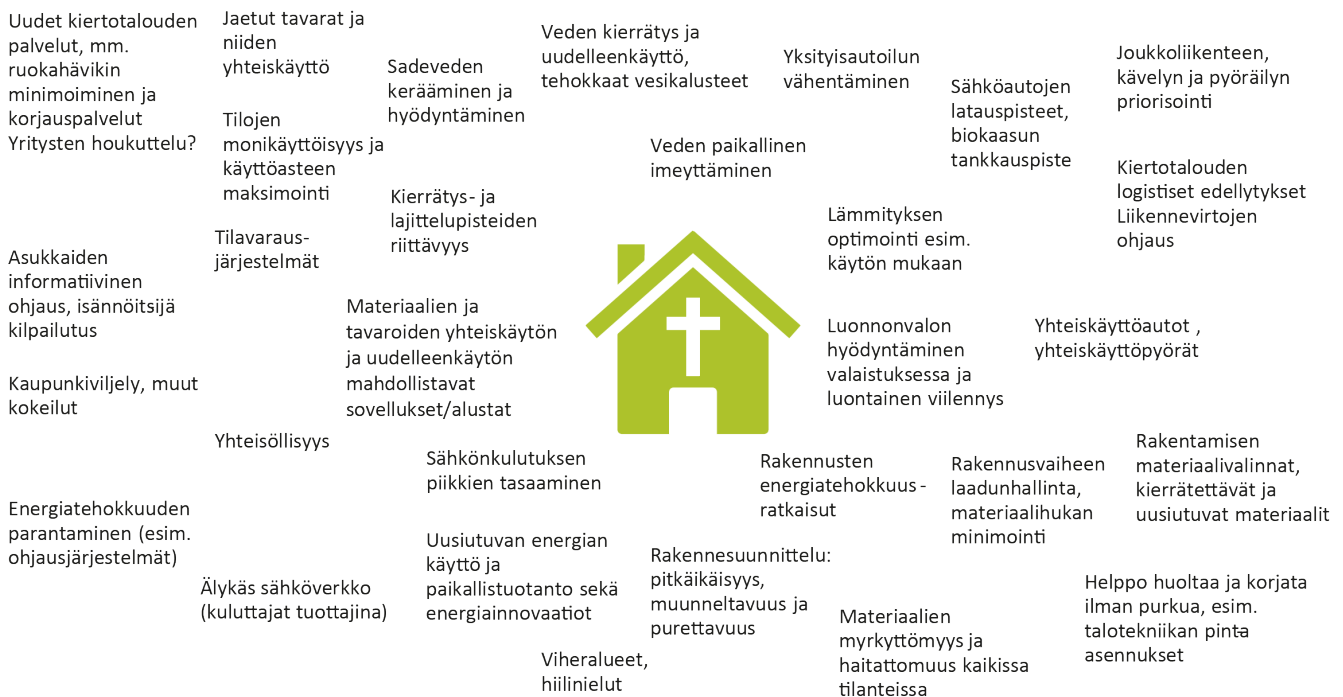 Uudet kiertotalouden
palvelut, mm.
ruokahävikin
minimoiminen ja
korjauspalvelut
Yritysten houkuttelu?
Jaetut tavarat ja
niiden
yhteiskäyttö
Sadeveden
kerääminen ja
hyödyntäminen
Veden kierrätys ja
uudelleenkäyttö,
tehokkaat vesikalusteet
Yksityisautoilun
vähentäminen
Sähköautojen
latauspisteet,
biokaasun
tankkauspiste
Joukkoliikenteen,
kävelyn ja pyöräilyn
priorisointi
Tilojen
monikäyttöisyys ja
käyttöasteen
maksimointi
Veden paikallinen
imeyttäminen
Kiertotalouden
logistiset edellytykset
Liikennevirtojen
ohjaus
Kierrätys- ja
lajittelupisteiden
riittävyys
Lämmityksen
optimointi esim.
käytön mukaan
Tilavaraus-
järjestelmät
Asukkaiden
informatiivinen
ohjaus, isännöitsijä
kilpailutus
Materiaalien ja
tavaroiden yhteiskäytön
ja uudelleenkäytön
mahdollistavat
sovellukset/alustat
Luonnonvalon
hyödyntäminen
valaistuksessa ja
luontainen viilennys
Yhteiskäyttöautot ,
yhteiskäyttöpyörät
Kaupunkiviljely, muut
kokeilut
Yhteisöllisyys
Sähkönkulutuksen
piikkien tasaaminen
Rakennusten
energiatehokkuus -
ratkaisut
Rakennusvaiheen
laadunhallinta,
materiaalihukan
minimointi
Rakentamisen
materiaalivalinnat,
kierrätettävät ja
uusiutuvat materiaalit
Energiatehokkuuden
parantaminen (esim.
ohjausjärjestelmät)
Uusiutuvan energian
käyttö ja
paikallistuotanto sekä
energiainnovaatiot
Rakennesuunnittelu:
pitkäikäisyys,
muunneltavuus ja
purettavuus
Älykäs sähköverkko
(kuluttajat tuottajina)
Helppo huoltaa ja korjata
ilman purkua, esim.
talotekniikan pinta-
asennukset
Materiaalien
myrkyttömyys ja
haitattomuus kaikissa
tilanteissa
Viheralueet,
hiilinielut